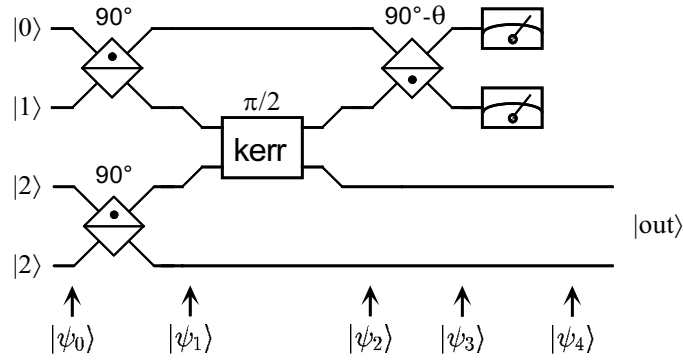 90° 90°-θ
|0⟩
|1⟩ π/2
kerr
90°
|2⟩
|out⟩
|2⟩
|ψ₀⟩ |ψ₁⟩ |ψ₂⟩ |ψ₃⟩ |ψ₄⟩